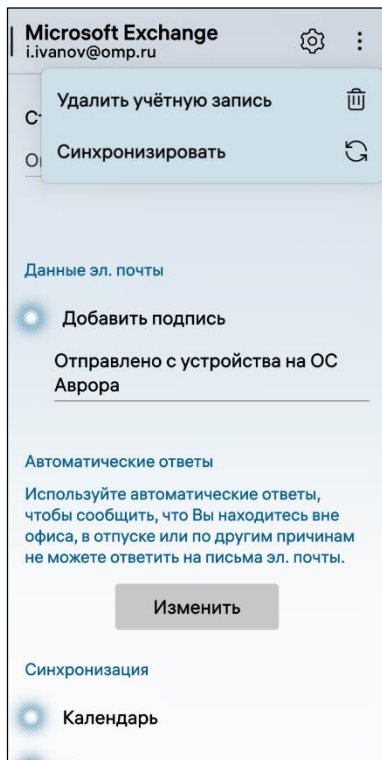 Microsoft Exchange
i.ivanov@omp.ru
Удалить учётную запись
Синхронизировать
Данные эл. почты
Добавить подпись
Отправлено с устройства на ОС
Аврора
Автоматические ответы
Используйте автоматические ответы,
чтобы сообщить, что Вы находитесь вне
офиса, в отпуске или по другим причинам
не можете ответить на письма эл. почты.
Изменить
Синхронизация
Календарь